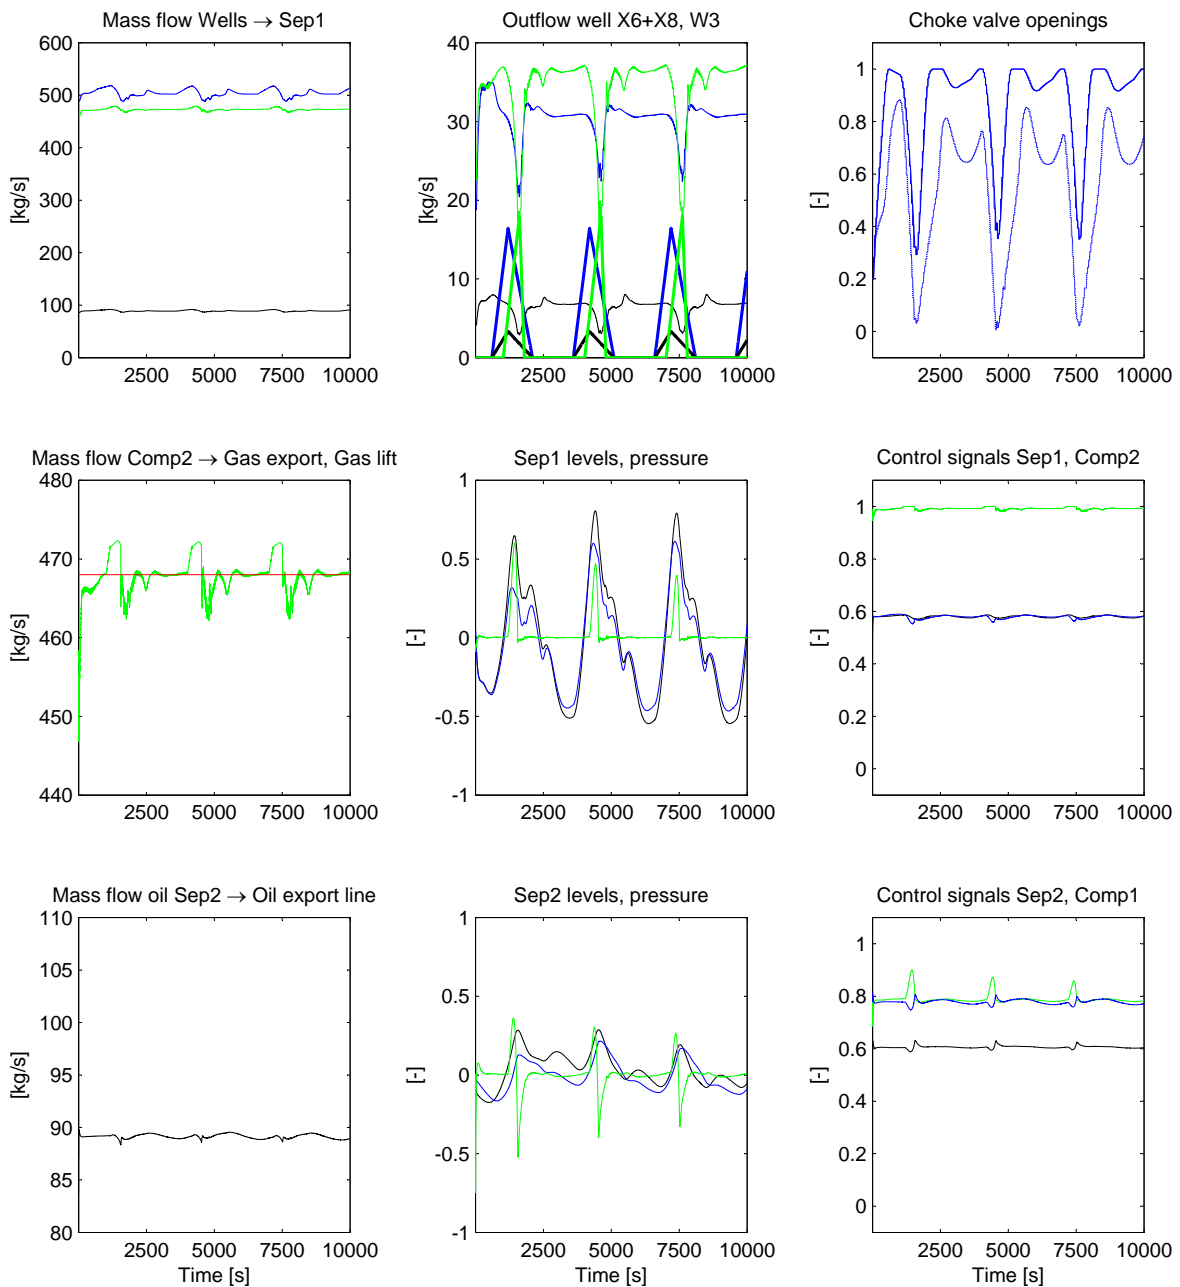 Mass flow Wells → Sep1
Outflow well X6+X8, W3
Choke valve openings
600
500
400
300
200
100
0
[kg/s]
2500 5000 7500 10000
40
30
20
10
0
[kg/s]
2500 5000 7500 10000
1
0.8
0.6
0.4
0.2
0
[-]
2500 5000 7500 10000
Mass flow Comp2 → Gas export, Gas lift
Sep1 levels, pressure
Control signals Sep1, Comp2
480
470
460
450
440
[kg/s]
2500 5000 7500 10000
1
0.5
0
-0.5
-1
[-]
2500 5000 7500 10000
1
0.8
0.6
0.4
0.2
0
[-]
2500 5000 7500 10000
Mass flow oil Sep2 → Oil export line
Sep2 levels, pressure
Control signals Sep2, Comp1
110
105
100
95
90
85
80
[kg/s]
2500 5000 7500 10000
Time [s]
1
0.5
0
-0.5
-1
[-]
2500 5000 7500 10000
Time [s]
1
0.8
0.6
0.4
0.2
0
[-]
2500 5000 7500 10000
Time [s]